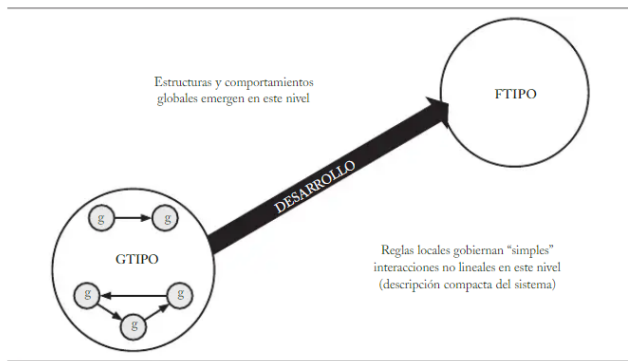 Estructuras y comportamientos
globales emergen en este nivel
FTIPO
DESARROLLO
g
g
GTIPO
g
g
g
Reglas locales gobiernan “simples”
interacciones no lineales en este nivel
(descripción compacta del sistema)